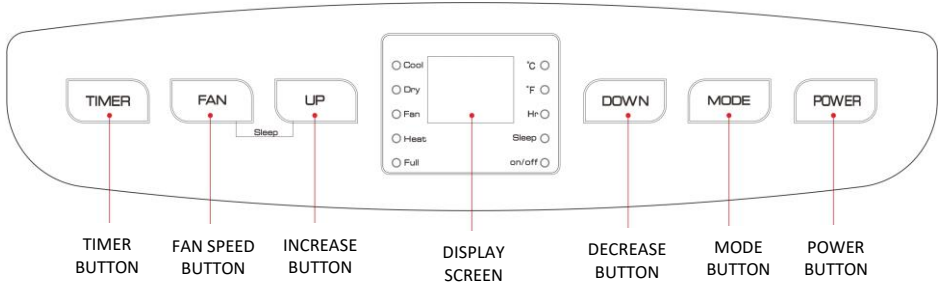 TIMER
FAN
UP
Sleep
Cool
Dry
Fan
Heat
Full
°C
°F
Hr
Sleep
on/off
DOWN
MODE
POWER
TIMER
BUTTON
FAN SPEED
BUTTON
INCREASE
BUTTON
DISPLAY
SCREEN
DECREASE
BUTTON
MODE
BUTTON
POWER
BUTTON